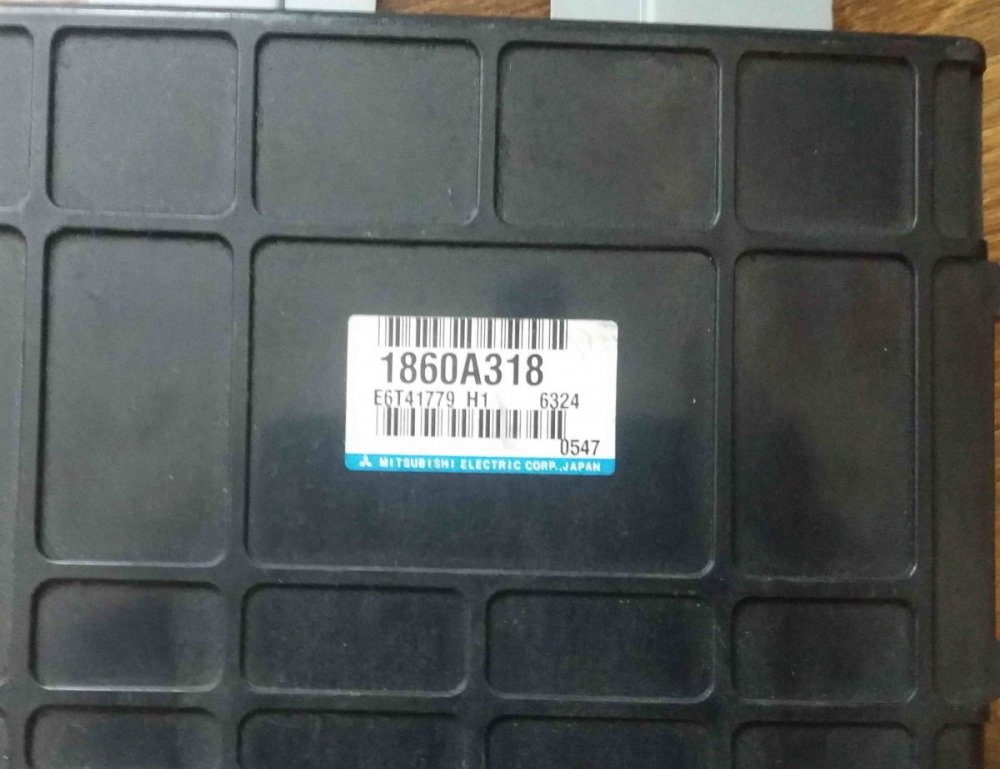 1860A318
E6T41779 H1 6324
0547
MITSUBISHI ELECTRIC CORP.,JAPAN